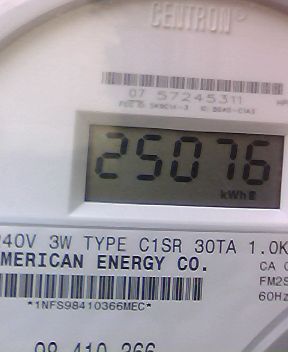 CENTRON®
07 57245311
25076
kWh
240V 3W TYPE C1SR 30TA 1.0K
AMERICAN ENERGY CO.
CA
FM2S
60Hz
*1NFS98410366MEC*
98 410 366